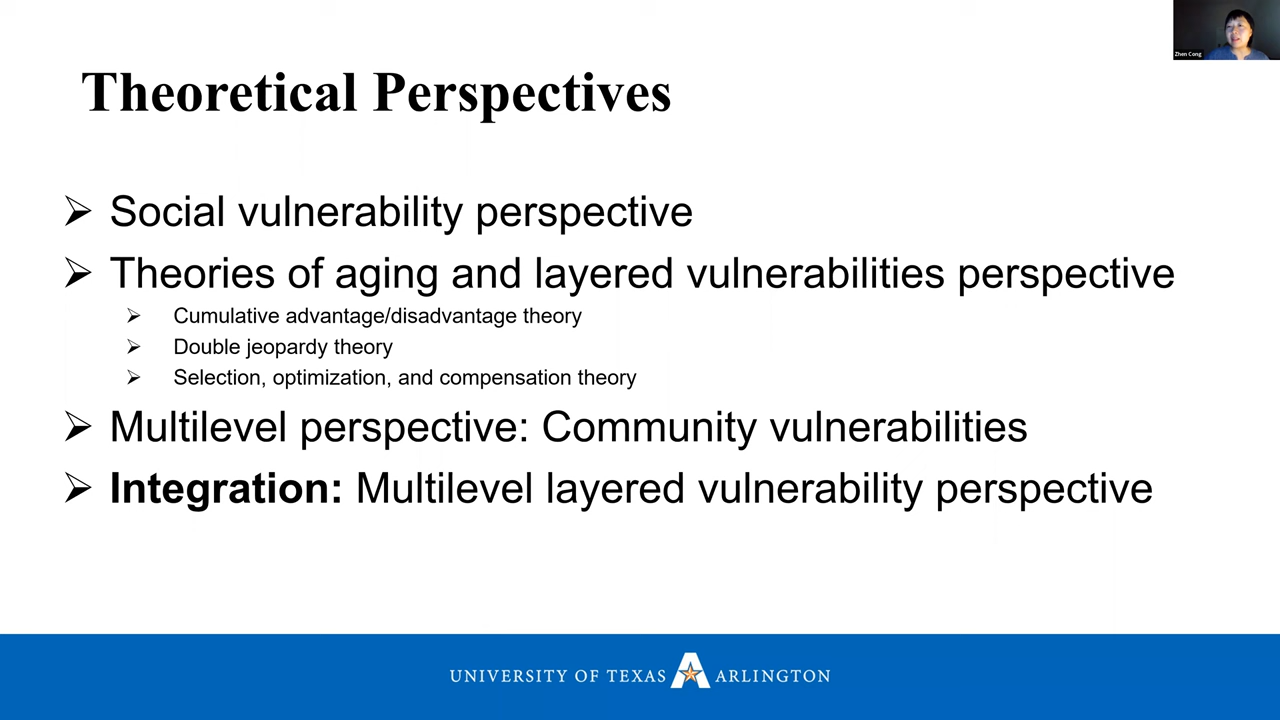 Zhen Cong
Theoretical Perspectives
Social vulnerability perspective
Theories of aging and layered vulnerabilities perspective
Cumulative advantage/disadvantage theory
Double jeopardy theory
Selection, optimization, and compensation theory
Multilevel perspective: Community vulnerabilities
Integration: Multilevel layered vulnerability perspective
UNIVERSITY OF TEXAS A ARLINGTON